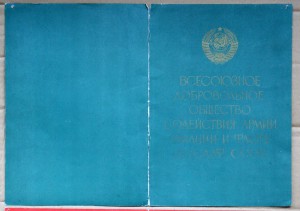 ВСЕСОЮЗНОЕ
ДОБРОВОЛЬНОЕ
ОБЩЕСТВО
СОДЕЙСТВИЯ АРМИИ
АВИАЦИИ И ФЛОТУ